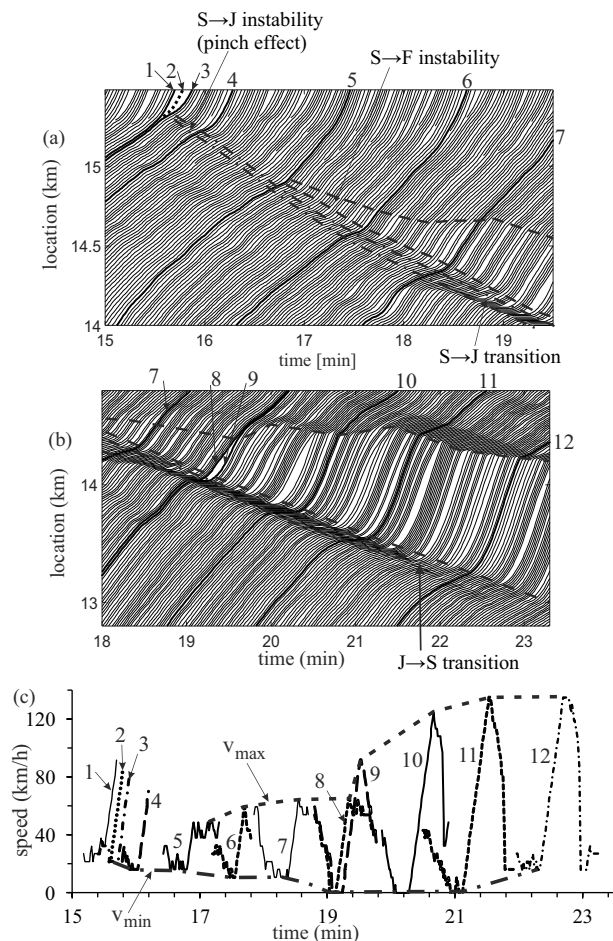 S→J instability
(pinch effect)
S→F instability
1 2 3 4 5 6
(a)
7
location (km)
15
14.5
14
15 16 17 18 19
time [min]
S→J transition
7 8 9 10 11
(b)
12
location (km)
14
13
18 19 20 21 22 23
time (min)
J→S transition
(c)
speed (km/h)
120
80
40
0
1 2 3 4 5 6 7 8 9 10 11 12
vmax
vmin
15 17 19 21 23
time (min)